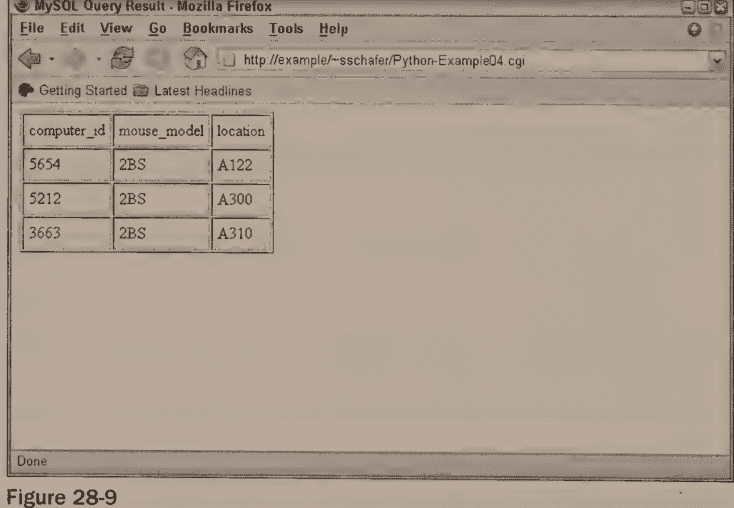 MySQL Query Result - Mozilla Firefox
File Edit View Go Bookmarks Tools Help
http://example/~sschafer/Python-Example04.cgi
Getting Started Latest Headlines
computer_id mouse_model location
5654 2BS A122
5212 2BS A300
3663 2BS A310
Done
Figure 28-9